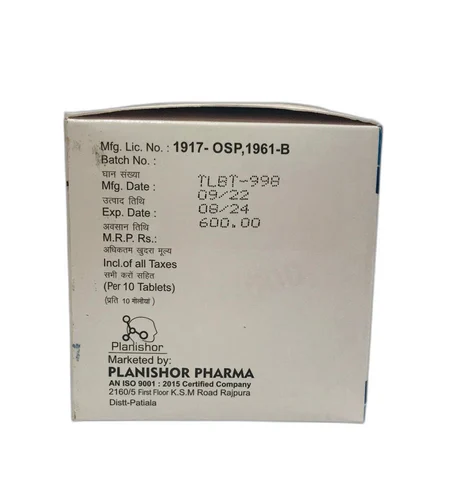 Mfg. Lic. No. : 1917- OSP,1961-B
Batch No. :
घान संख्या
TLBT-998
Mfg. Date :
09/22
उत्पाद तिथि
08/24
Exp. Date :
600.00
अवसान तिथि
M.R.P. Rs.:
अधिकतम खुदरा मूल्य
Incl.of all Taxes
सभी करों सहित
(Per 10 Tablets)
(प्रति 10 गोलीयां)
Planishor
Marketed by:
PLANISHOR PHARMA
AN ISO 9001 : 2015 Certified Company
2160/5 First Floor K.S.M Road Rajpura
Distt-Patiala